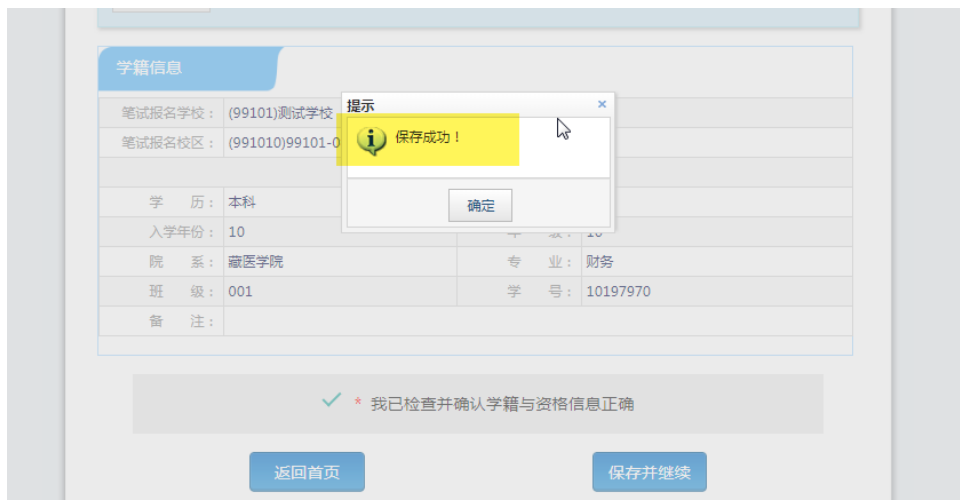 学籍信息
笔试报名学校： (99101)测试学校
笔试报名校区： (991010)99101-0
提示 ×
保存成功！
确定
学 历： 本科
入学年份： 10 级： 10
院 系： 藏医学院 专 业： 财务
班 级： 001 学 号： 10197970
备 注：
* 我已检查并确认学籍与资格信息正确
返回首页 保存并继续